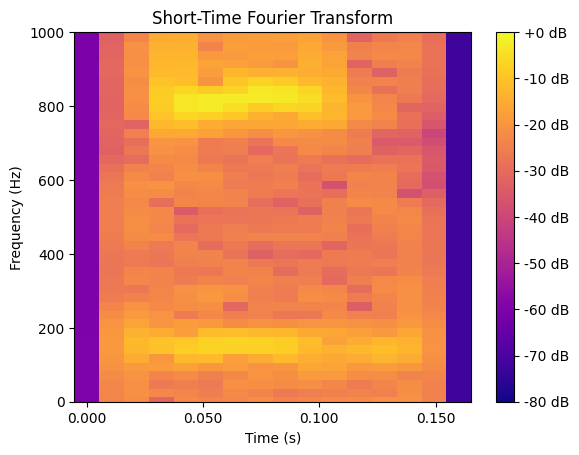 Short-Time Fourier Transform
Frequency (Hz)
1000
800
600
400
200
0
0.000
0.050
0.100
0.150
Time (s)
+0 dB
-10 dB
-20 dB
-30 dB
-40 dB
-50 dB
-60 dB
-70 dB
-80 dB